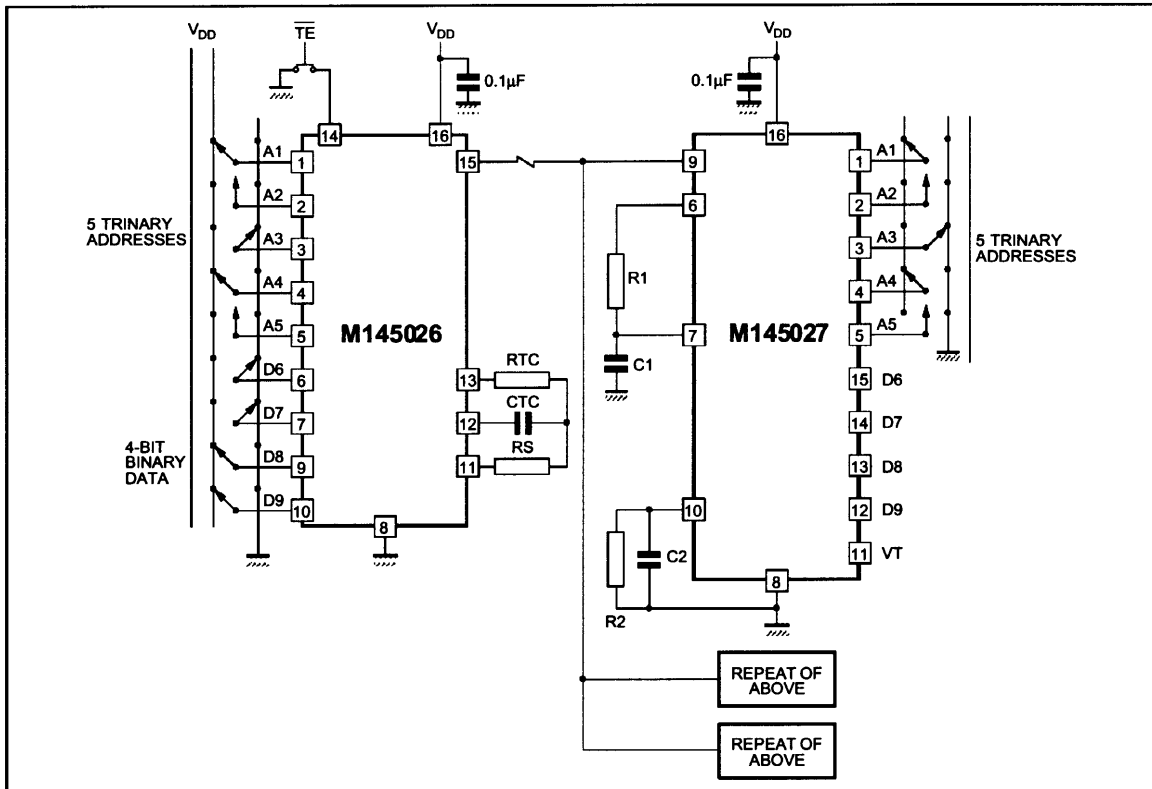 VDD
TE
VDD
0.1µF
VDD
0.1µF
5 TRINARY
ADDRESSES
A1
A2
A3
A4
A5
D6
D7
4-BIT
BINARY
DATA
D8
D9
14
16
1
2
3
4
5
6
7
9
10
8
15
13
12
11
M145026
RTC
CTC
RS
R1
C1
C2
R2
16
9
6
7
10
8
M145027
1
2
3
4
5
15
14
13
12
11
A1
A2
A3
A4
A5
D6
D7
D8
D9
VT
5 TRINARY
ADDRESSES
REPEAT OF
ABOVE
REPEAT OF
ABOVE